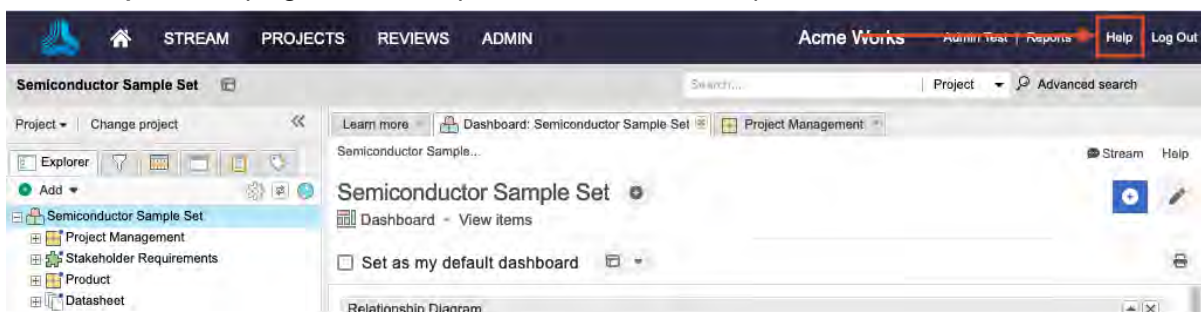 STREAM PROJECTS REVIEWS ADMIN Acme Works Admin Test | Reports Help Log Out
Semiconductor Sample Set Search... Project Advanced search
Project Change project Learn more Dashboard: Semiconductor Sample Set Project Management
Explorer Semiconductor Sample... Stream Help
Add Semiconductor Sample Set
Semiconductor Sample Set Dashboard View items
Project Management
Stakeholder Requirements Set as my default dashboard
Product
Datasheet Relationship Diagram